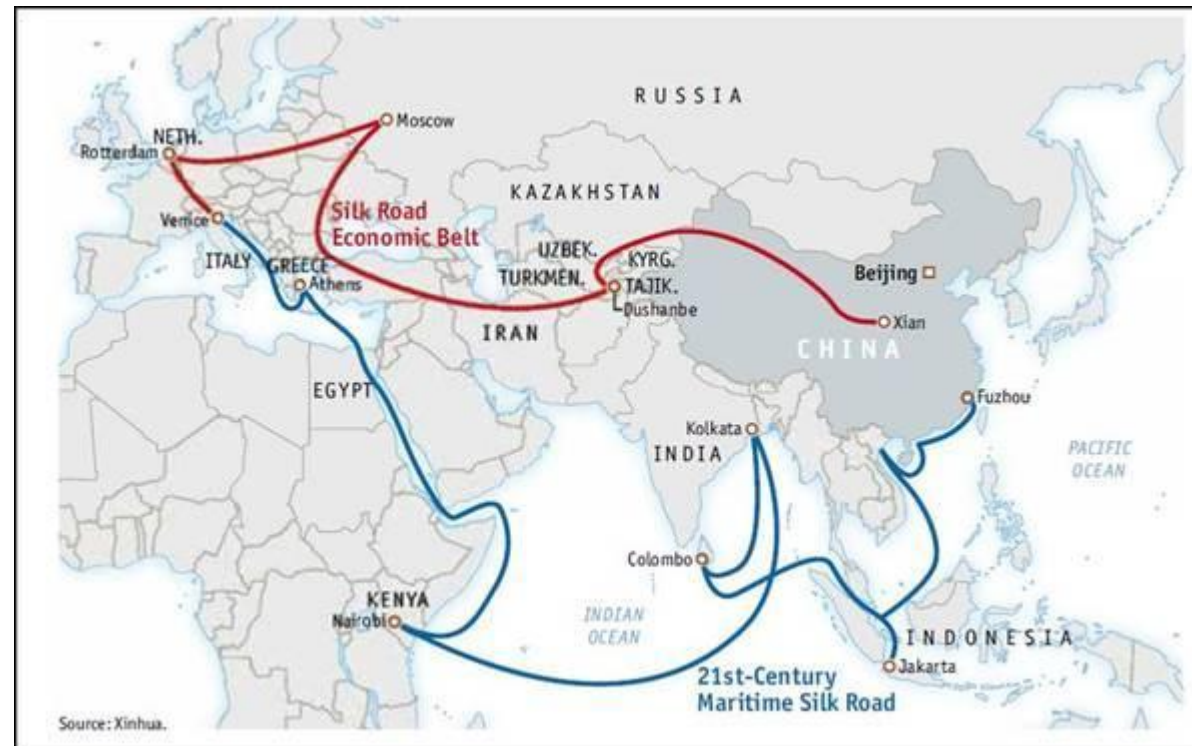 RUSSIA
Moscow
NETH.
Rotterdam
KAZAKHSTAN
Silk Road
Economic Belt
Venice
UZBEK.
KYRG.
ITALY
GREECE
TURKMEN.
TAJIK.
Beijing
Athens
Dushanbe
IRAN
Xian
CHINA
EGYPT
Fuzhou
Kolkata
INDIA
PACIFIC
OCEAN
Colombo
KENYA
Nairobi
INDIAN
OCEAN
INDONESIA
Jakarta
21st-Century
Maritime Silk Road
Source: Xinhua.